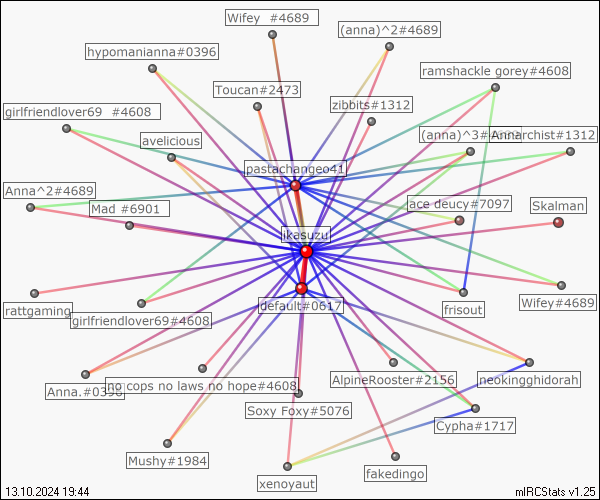 Wifey  #4689
(anna)^2#4689
hypomanianna#0396
ramshackle gorey#4608
Toucan#2473
zibbits#1312
girlfriendlover69  #4608
avelicious
(anna)^3#
Anarchist#1312
pastachangeo41
Anna^2#4689
Mad #6901
ace deucy#7097
Skalman
ikasuzu
rattgaming
girlfriendlover69#4608
default#0617
frisout
Wifey#4689
Anna.#0396
no cops no laws no hope#4608
AlpineRooster#2156
neokingghidorah
Soxy Foxy#5076
Cypha#1717
Mushy#1984
xenoyaut
fakedingo
13.10.2024 19:44
mIRCStats v1.25